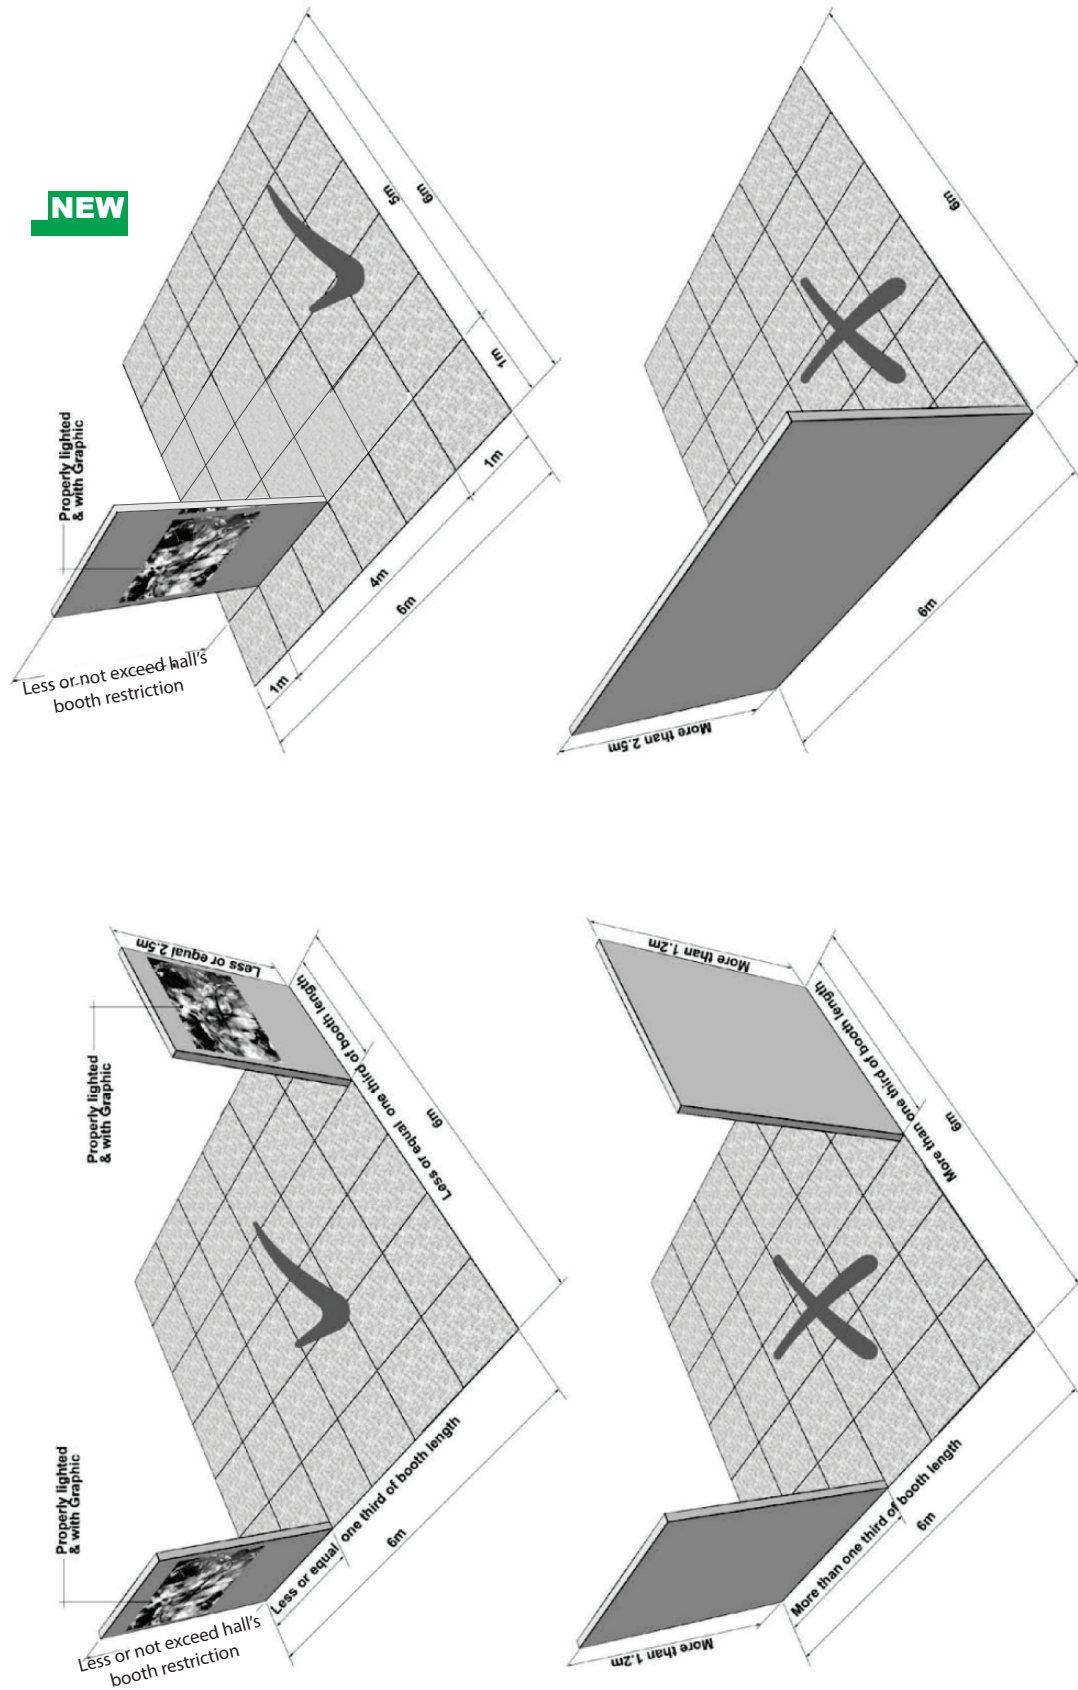 NEW
Properly lighted
& with Graphic
5m
6m
1m
1m
4m
6m
1m
Less or not exceed hall's
booth restriction
6m
6m
More than 2.5m
Less or equal 2.5m
Properly lighted
& with Graphic
Less or equal one third of booth length
6m
Properly lighted
& with Graphic
Less or equal one third of booth length
6m
Less or not exceed hall's
booth restriction
More than 1.2m
More than one third of booth length
6m
More than one third of booth length
6m
More than 1.2m